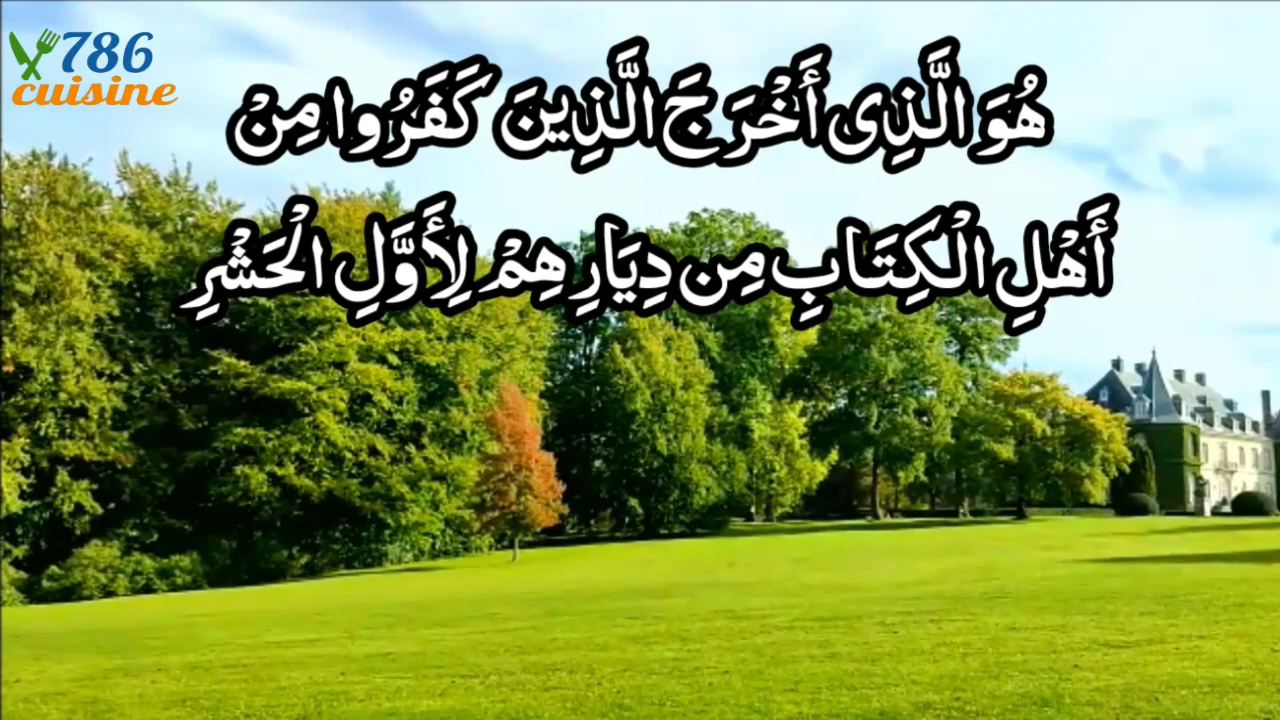 786
cuisine
هُوَ الَّذِى أَخْرَجَ الَّذِينَ كَفَرُوا مِنْ
أَهْلِ الْكِتَابِ مِن دِيَارِهِمْ لِأَوَّلِ الْحَشْرِ